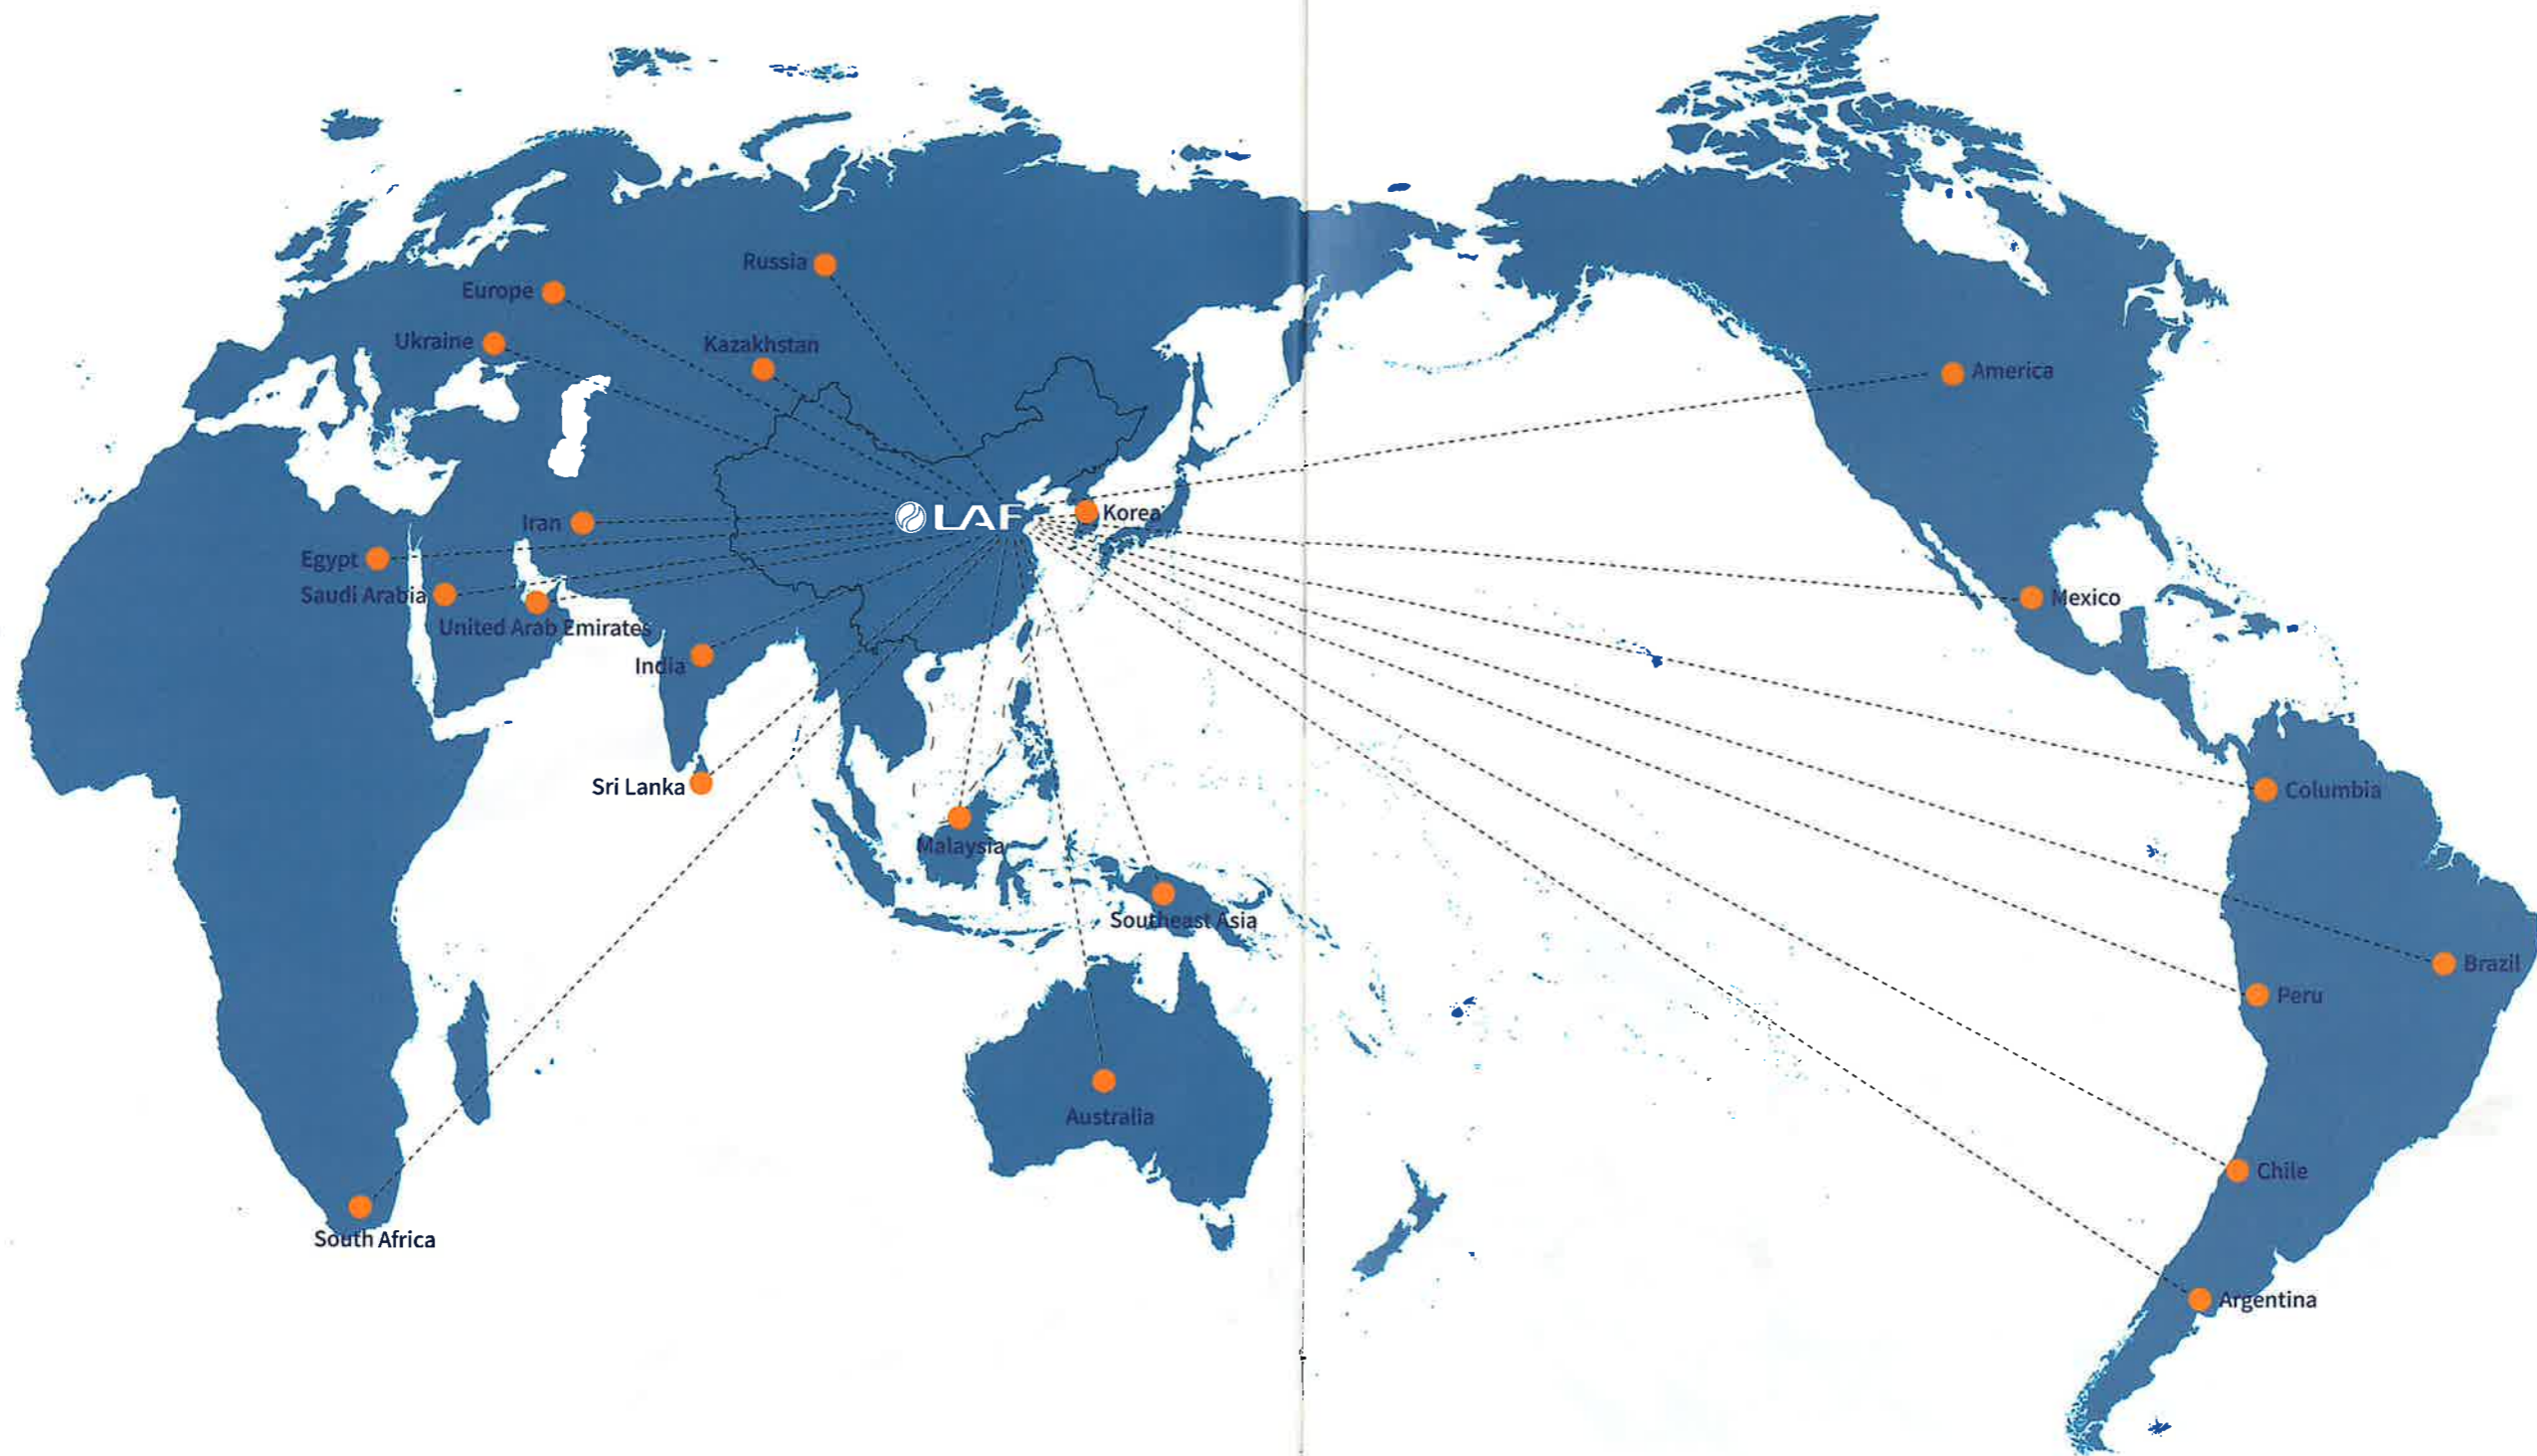 Russia
Europe
Ukraine
Kazakhstan
America
LAF
Korea
Iran
Egypt
Saudi Arabia
United Arab Emirates
Mexico
India
Sri Lanka
Columbia
Malaysia
Southeast Asia
Brazil
Peru
Australia
Chile
South Africa
Argentina